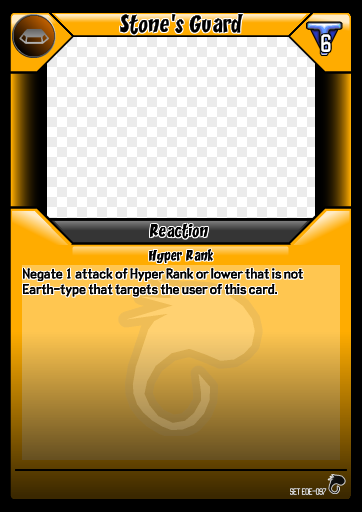 Stone's Guard
6
Reaction
Hyper Rank
Negate 1 attack of Hyper Rank or lower that is not
Earth-type that targets the user of this card.
SET EOE-097